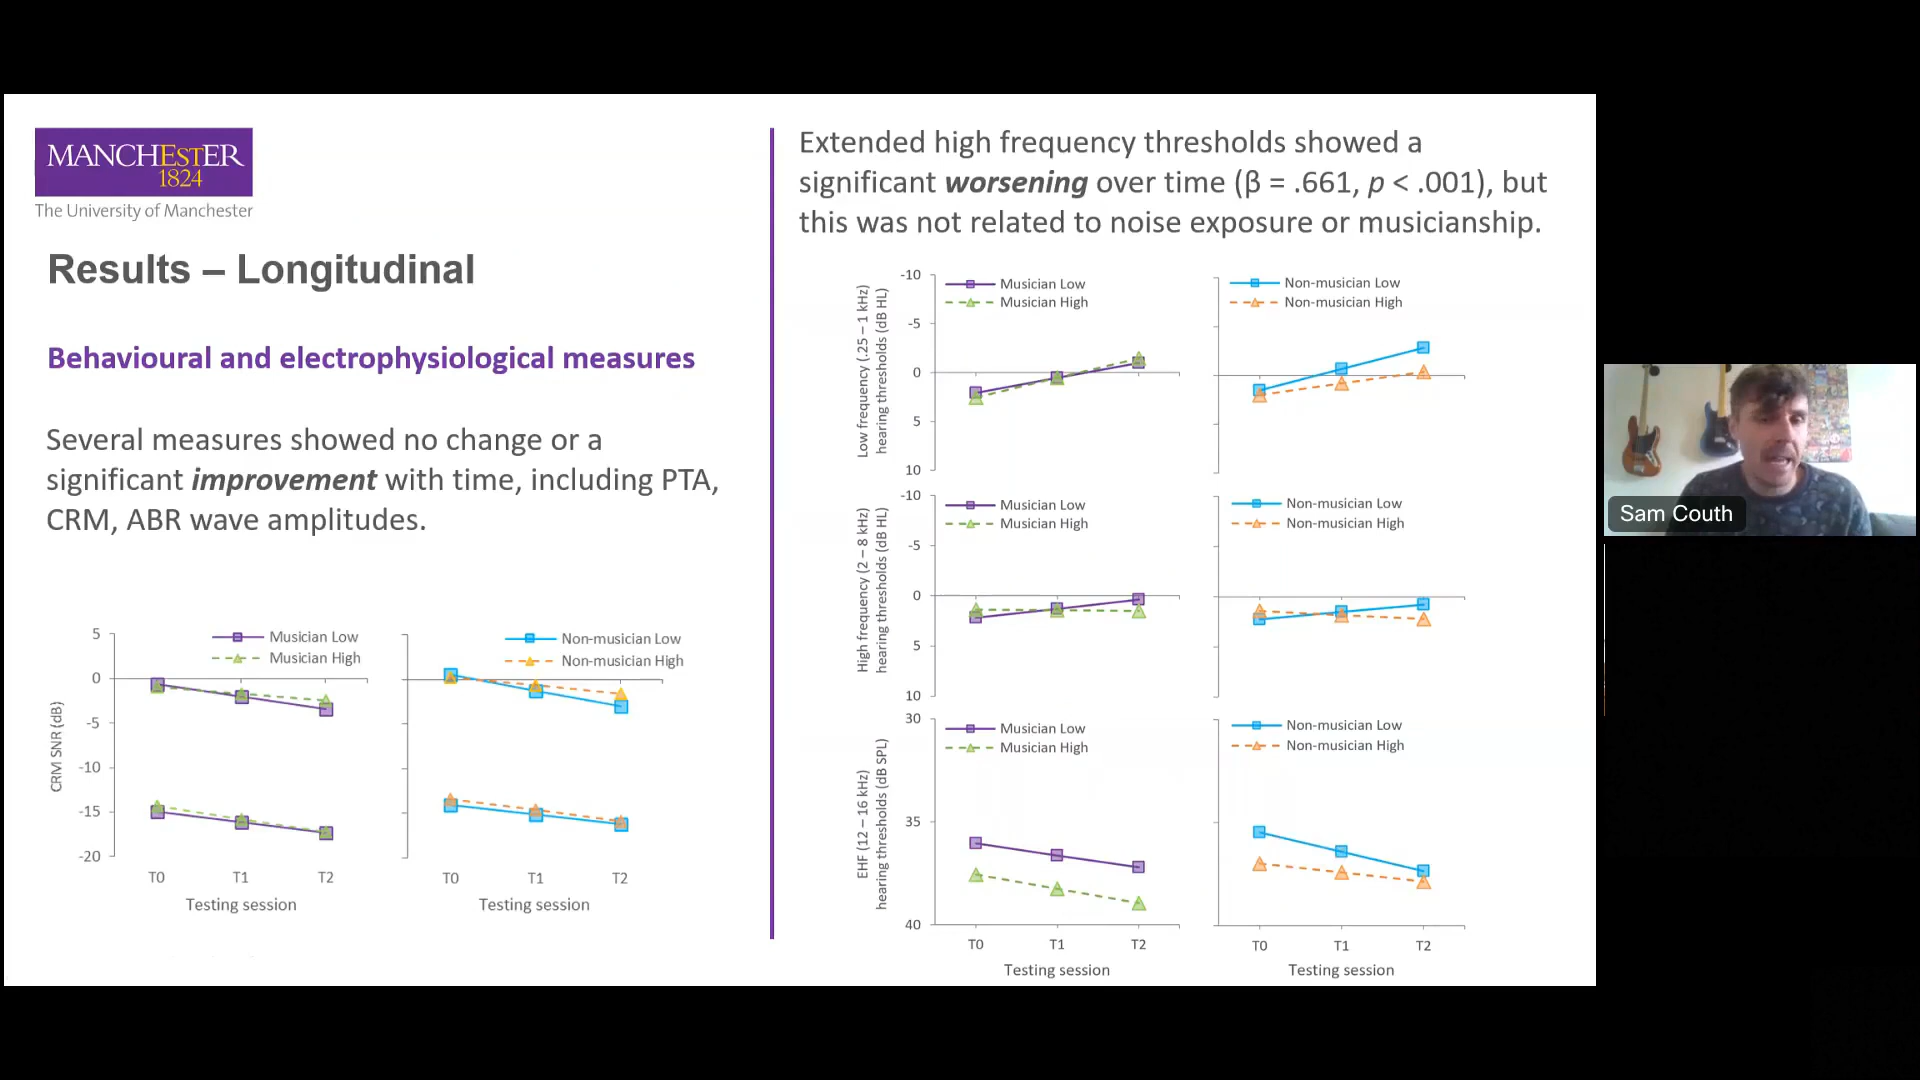 MANCHESTER
1824
The University of Manchester
Results – Longitudinal
Behavioural and electrophysiological measures
Several measures showed no change or a
significant improvement with time, including PTA,
CRM, ABR wave amplitudes.
CRM SNR (dB)
5
0
-5
-10
-15
-20
Musician Low
Musician High
T0
T1
T2
Testing session
Non-musician Low
Non-musician High
T0
T1
T2
Testing session
Extended high frequency thresholds showed a
significant worsening over time (β = .661, p < .001), but
this was not related to noise exposure or musicianship.
Low frequency (.25 – 1 kHz)
hearing thresholds (dB HL)
-10
-5
0
5
10
Musician Low
Musician High
Non-musician Low
Non-musician High
High frequency (2 – 8 kHz)
hearing thresholds (dB HL)
-10
-5
0
5
10
Musician Low
Musician High
Non-musician Low
Non-musician High
EHF (12 – 16 kHz)
hearing thresholds (dB SPL)
30
35
40
Musician Low
Musician High
T0
T1
T2
Testing session
Non-musician Low
Non-musician High
T0
T1
T2
Testing session
Sam Couth